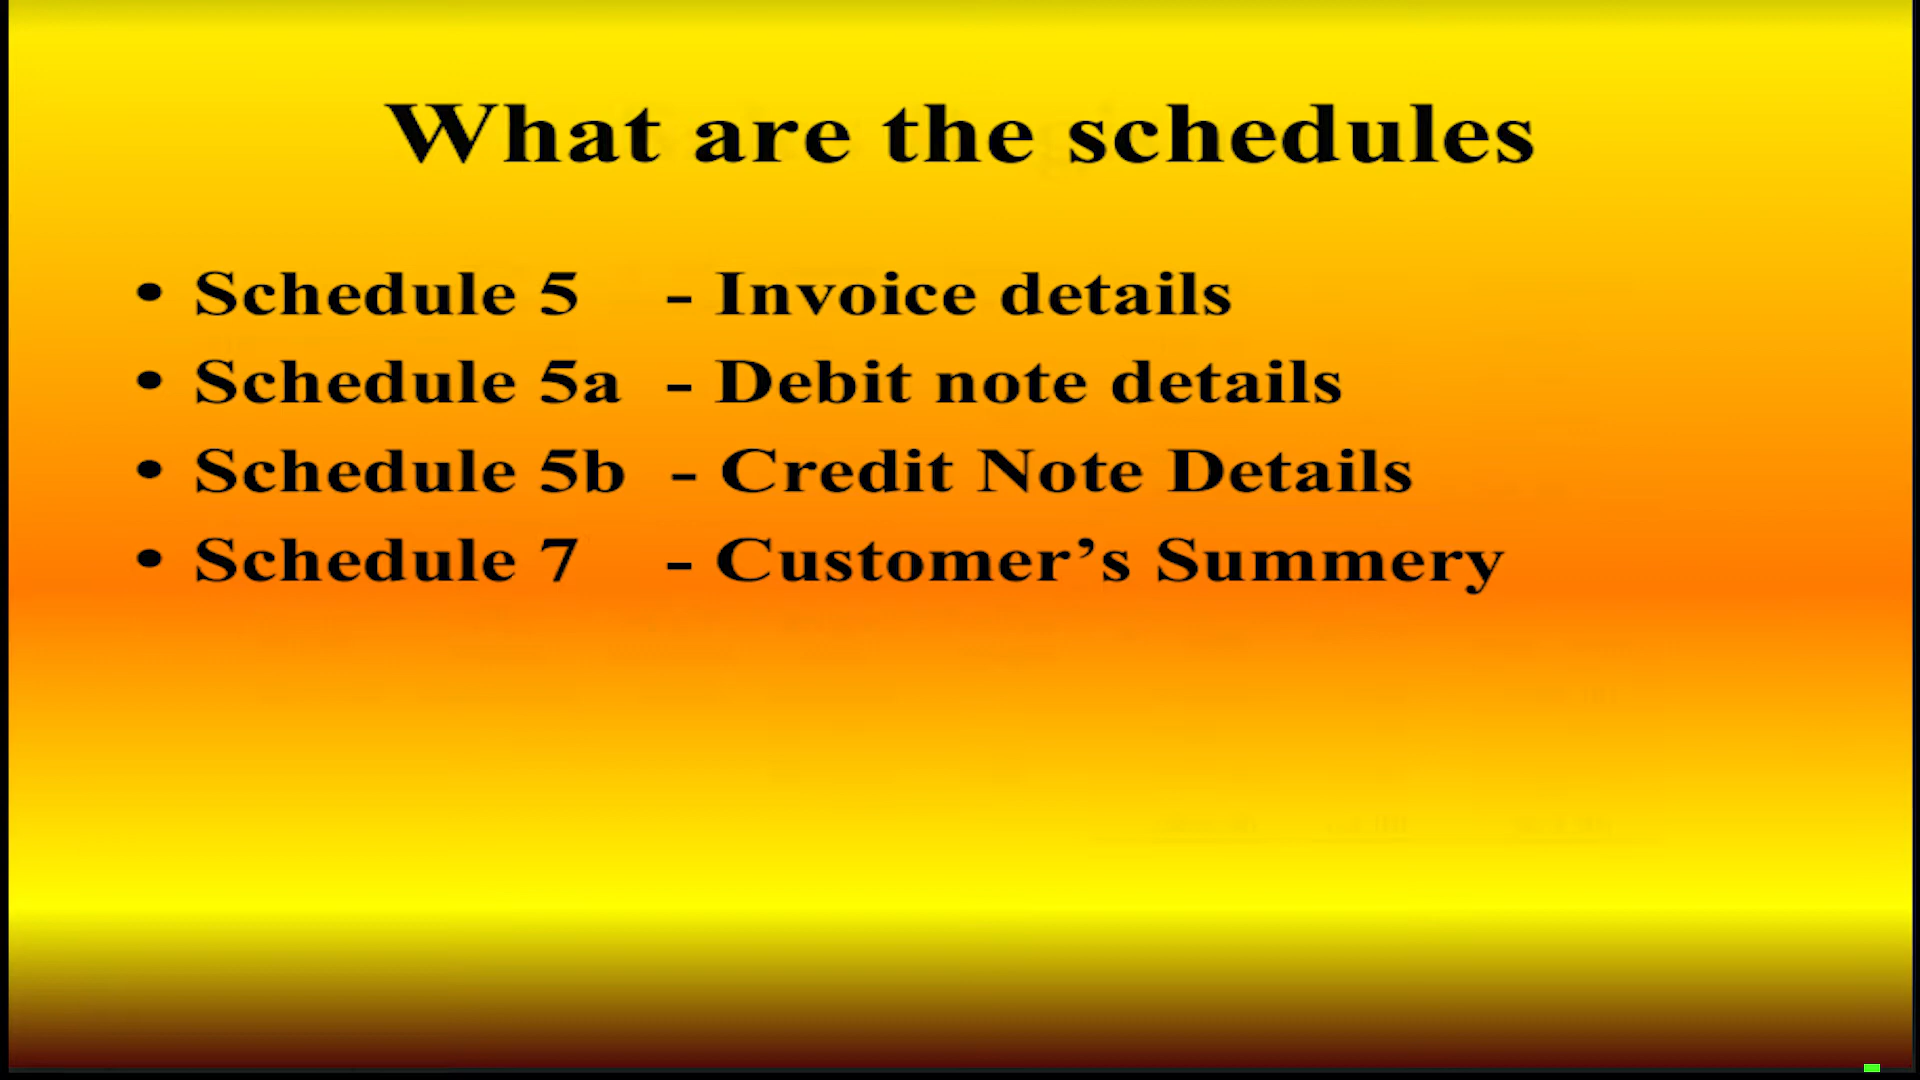 What are the schedules
• Schedule 5 - Invoice details
• Schedule 5a - Debit note details
• Schedule 5b - Credit Note Details
• Schedule 7 - Customer’s Summery